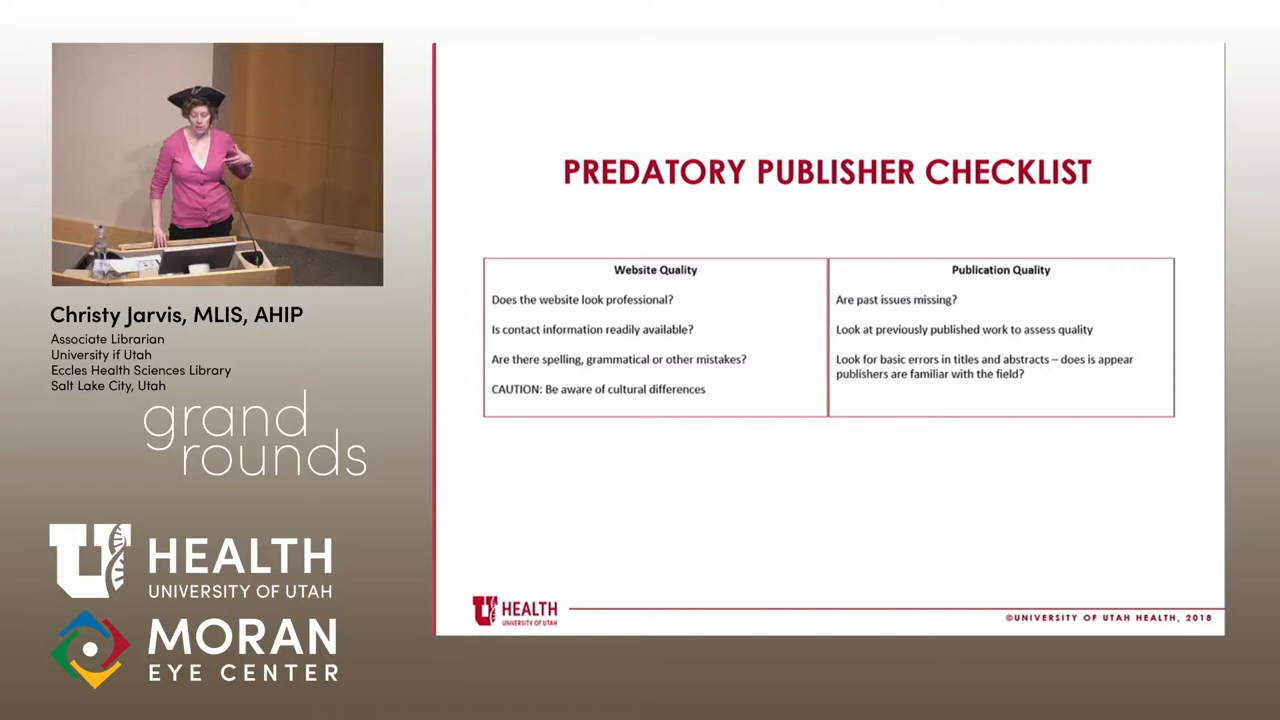 Christy Jarvis, MLIS, AHIP
Associate Librarian
University if Utah
Eccles Health Sciences Library
Salt Lake City, Utah
grand
rounds
U HEALTH
UNIVERSITY OF UTAH
MORAN
EYE CENTER
PREDATORY PUBLISHER CHECKLIST
Website Quality
Does the website look professional?
Is contact information readily available?
Are there spelling, grammatical or other mistakes?
CAUTION: Be aware of cultural differences
Publication Quality
Are past issues missing?
Look at previously published work to assess quality
Look for basic errors in titles and abstracts – does is appear
publishers are familiar with the field?
U HEALTH
UNIVERSITY OF UTAH
©UNIVERSITY OF UTAH HEALTH, 2018